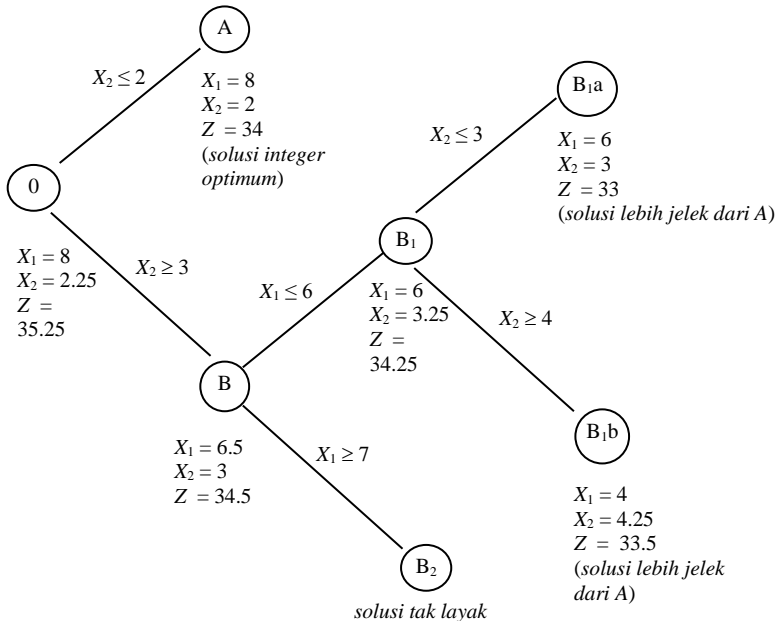 A
X₂ ≤ 2
X₁ = 8
X₂ = 2
Z = 34
(solusi integer
optimum)
0
X₁ = 8
X₂ = 2.25
Z =
35.25
X₂ ≥ 3
B
X₁ = 6.5
X₂ = 3
Z = 34.5
X₁ ≤ 6
B₁
X₁ = 6
X₂ = 3.25
Z =
34.25
X₂ ≤ 3
B₁a
X₁ = 6
X₂ = 3
Z = 33
(solusi lebih jelek dari A)
X₂ ≥ 4
B₁b
X₁ = 4
X₂ = 4.25
Z = 33.5
(solusi lebih jelek
dari A)
X₁ ≥ 7
B₂
solusi tak layak